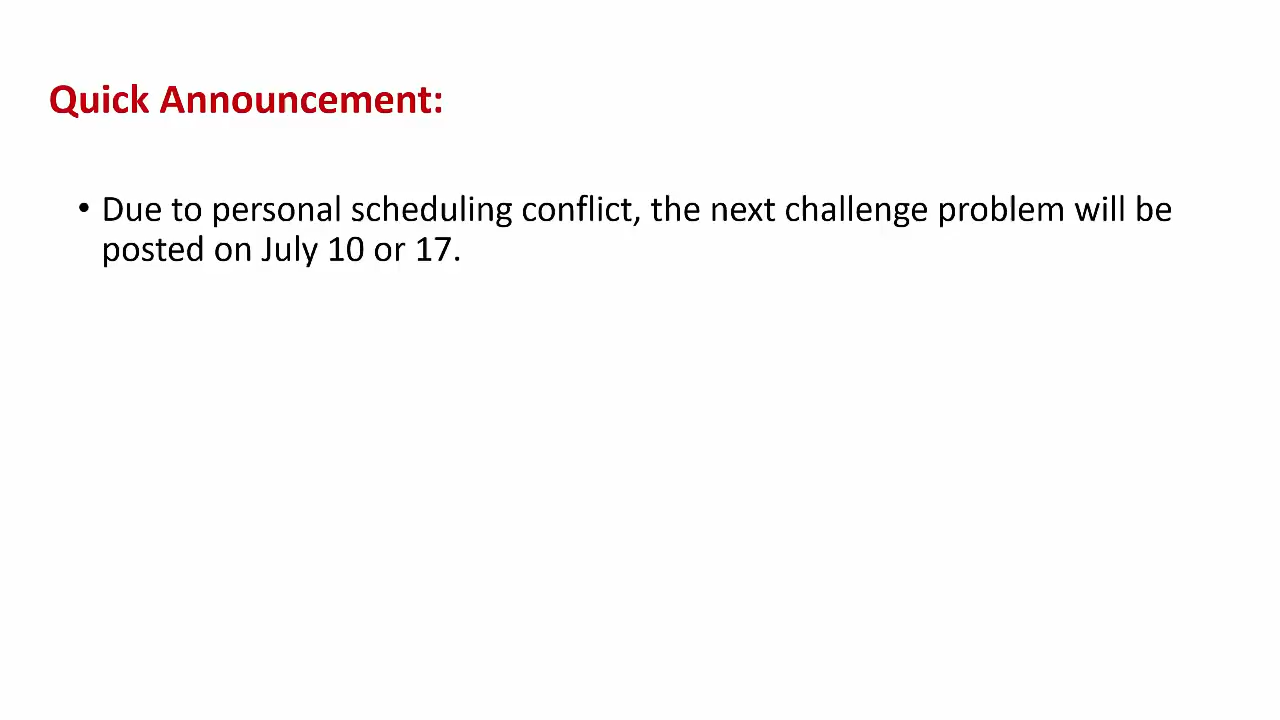 Quick Announcement:
• Due to personal scheduling conflict, the next challenge problem will be
posted on July 10 or 17.